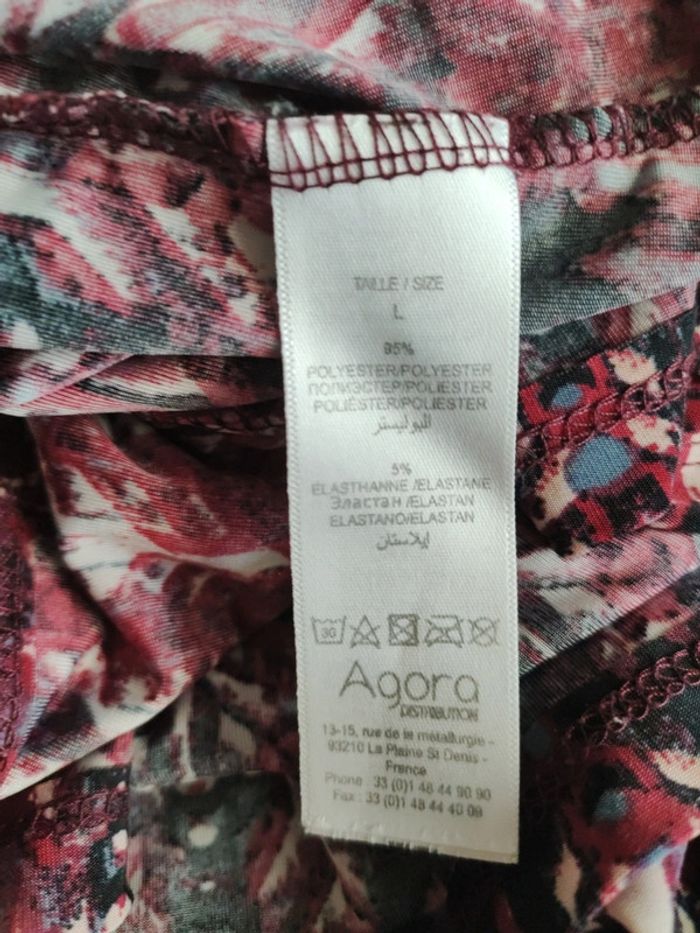 TAILLE / SIZE
L
95%
POLYESTER/POLYESTER
ПОЛИЭСТЕР/POLIESTER
POLIÉSTER/POLIESTER
البوليستر
5%
ÉLASTHANNE /ELASTANE
Эластан /ELASTAN
ELASTANO/ELASTAN
إيلاستان
30
Agora
DISTRIBUTION
13-15, rue de la métallurgie -
93210 La Plaine St Denis -
France
Phone : 33 (0)1 48 44 90 90
Fax : 33 (0)1 48 44 40 09